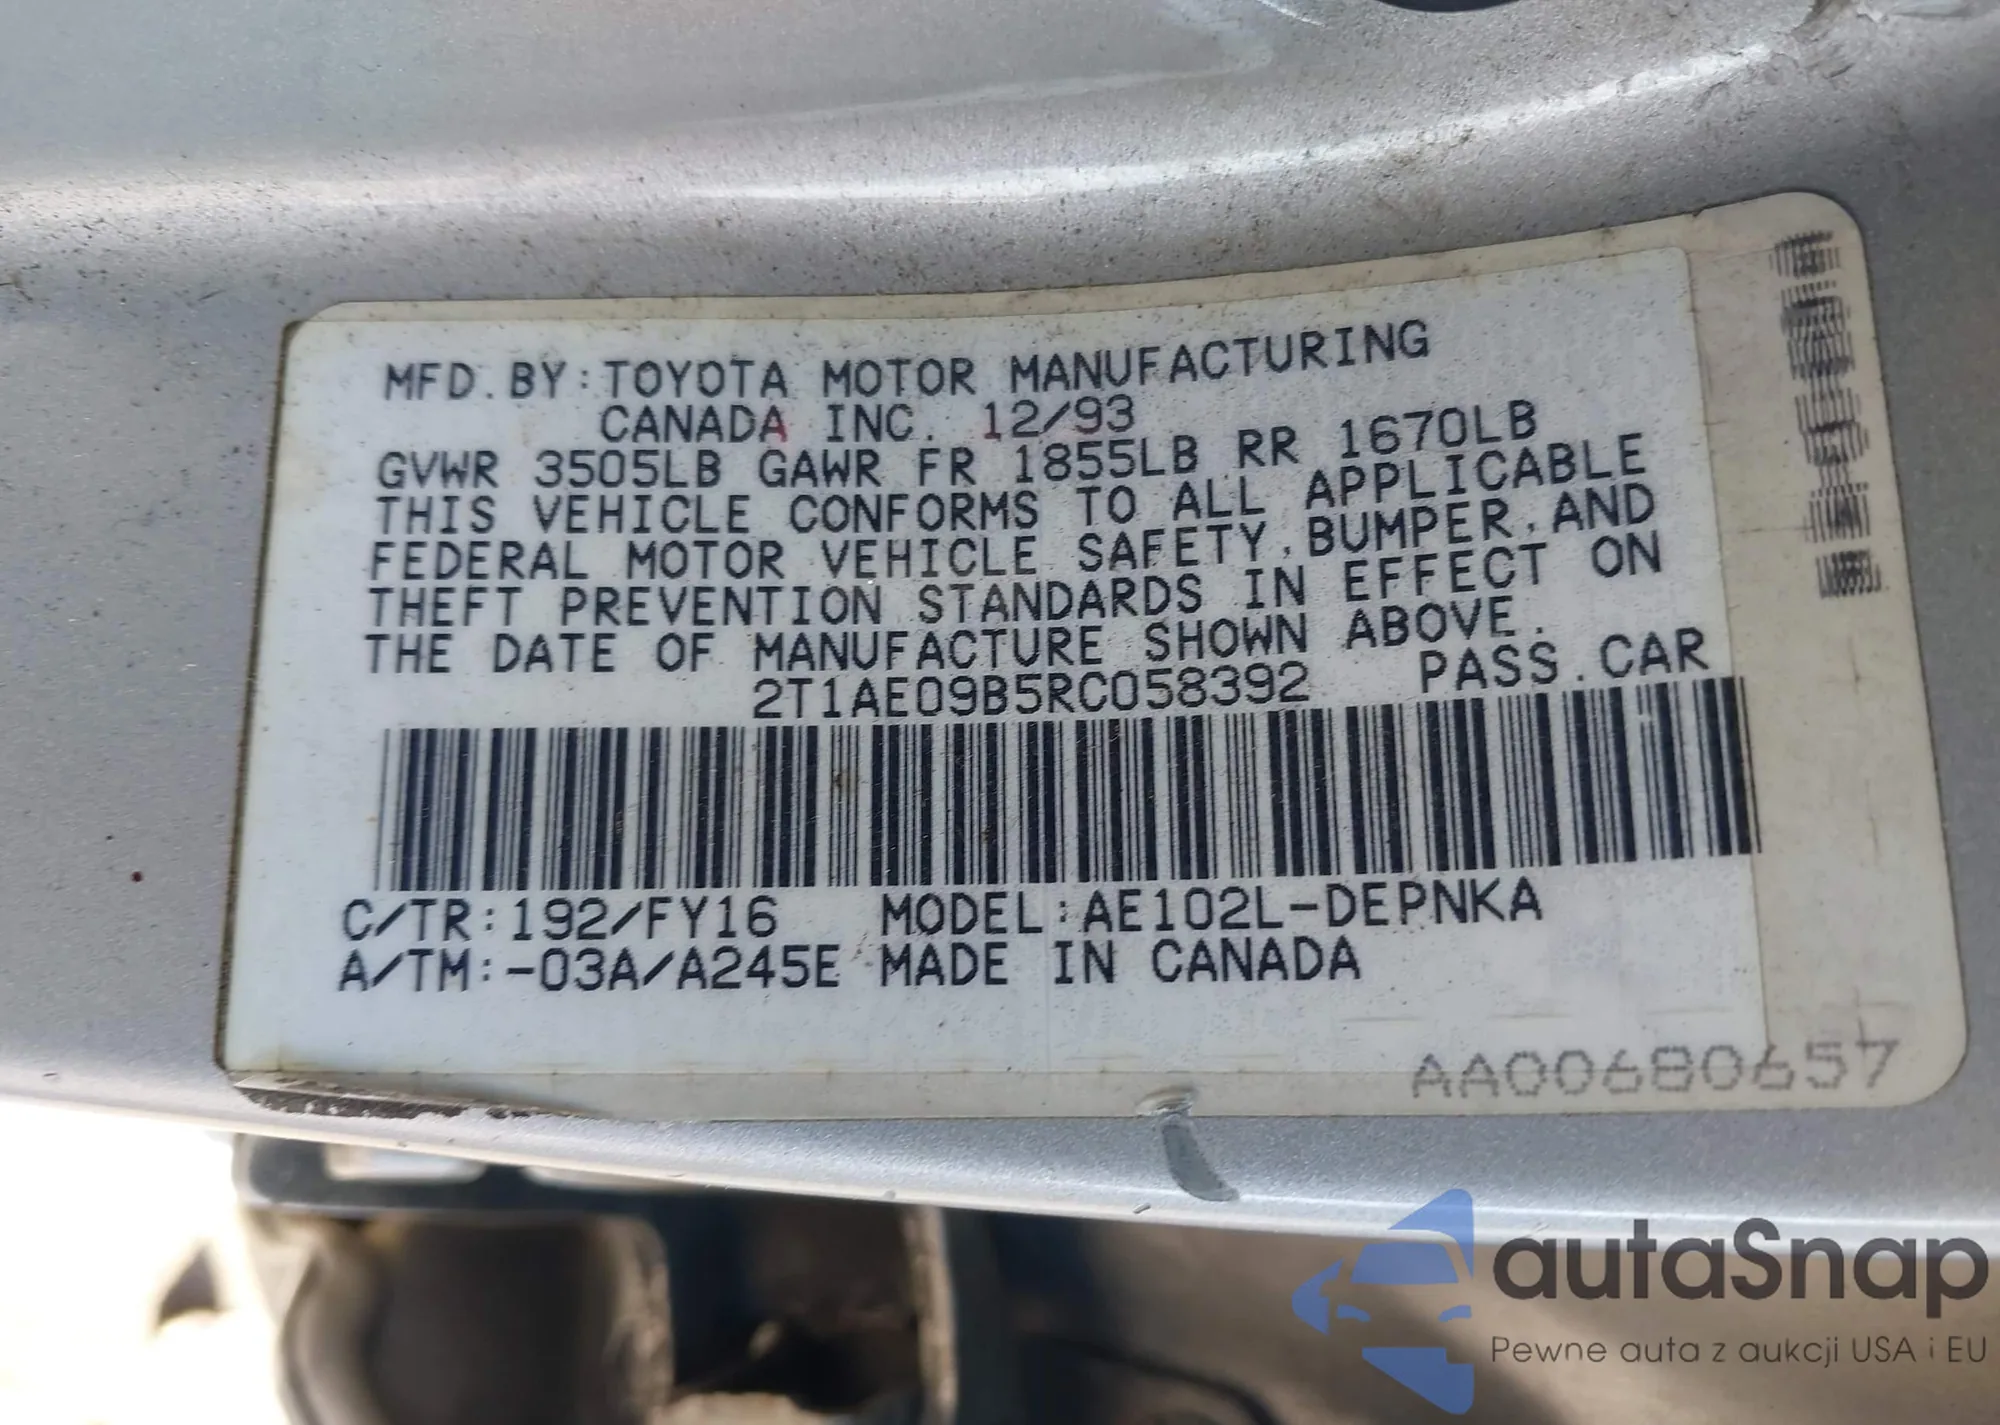 MFD. BY: TOYOTA MOTOR MANUFACTURING
CANADA INC. 12/93
GVWR 3505LB GAWR FR 1855LB RR 1670LB
THIS VEHICLE CONFORMS TO ALL APPLICABLE
FEDERAL MOTOR VEHICLE SAFETY, BUMPER, AND
THEFT PREVENTION STANDARDS IN EFFECT ON
THE DATE OF MANUFACTURE SHOWN ABOVE.
2T1AE09B5RC058392 PASS. CAR
C/TR: 192/FY16 MODEL: AE102L-DEPNKA
A/TM: -03A/A245E MADE IN CANADA
AA00680657
autaSnap
Pewne auta z aukcji USA i EU